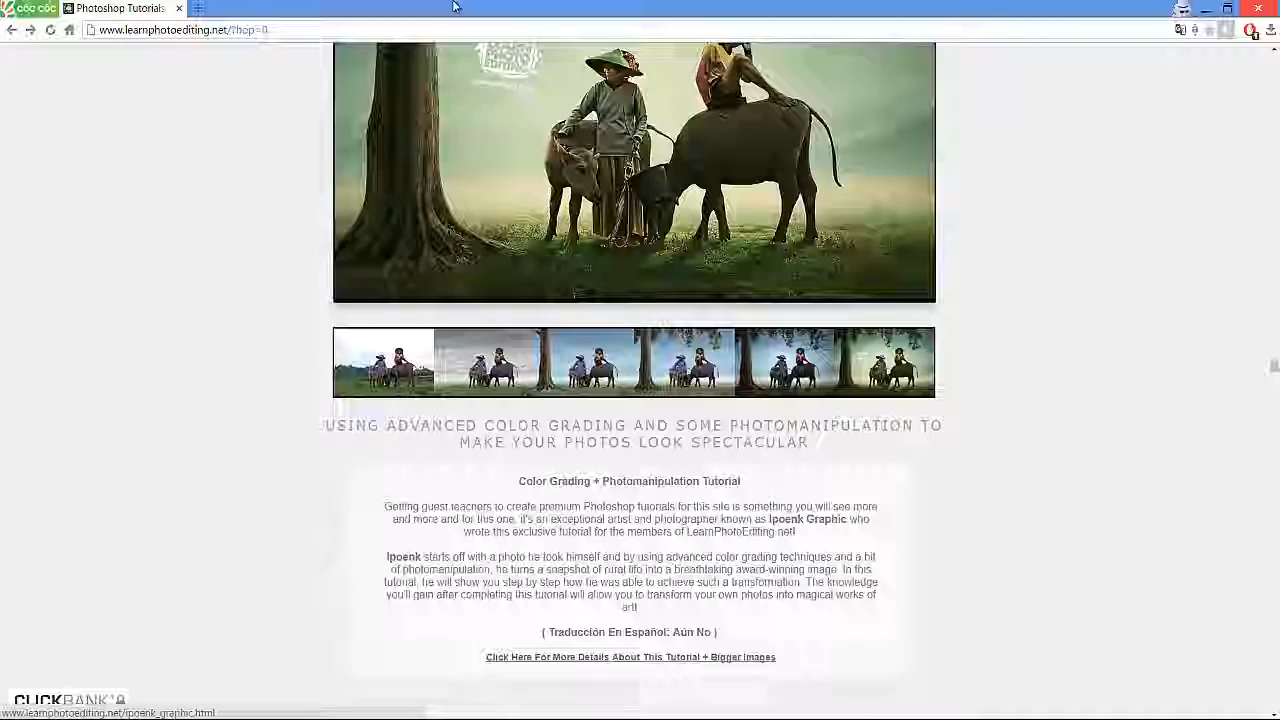 cốc cốc
Photoshop Tutorials
www.learnphotoediting.net/?hop=0
USING ADVANCED COLOR GRADING AND SOME PHOTOMANIPULATION TO
MAKE YOUR PHOTOS LOOK SPECTACULAR
Color Grading + Photomanipulation Tutorial
Getting guest teachers to create premium Photoshop tutorials for this site is something you will see more
and more and for this one, it's an exceptional artist and photographer known as Ipoenk Graphic who
wrote this exclusive tutorial for the members of LearnPhotoEditing.net!
Ipoenk starts off with a photo he took himself and by using advanced color grading techniques and a bit
of photomanipulation, he turns a snapshot of rural life into a breathtaking award-winning image. In this
tutorial, he will show you step by step how he was able to achieve such a transformation. The knowledge
you'll gain after completing this tutorial will allow you to transform your own photos into magical works of
art!
( Traducción En Español: Aún No )
Click Here For More Details About This Tutorial + Bigger Images
CLICKBANK
www.learnphotoediting.net/ipoenk_graphic.html